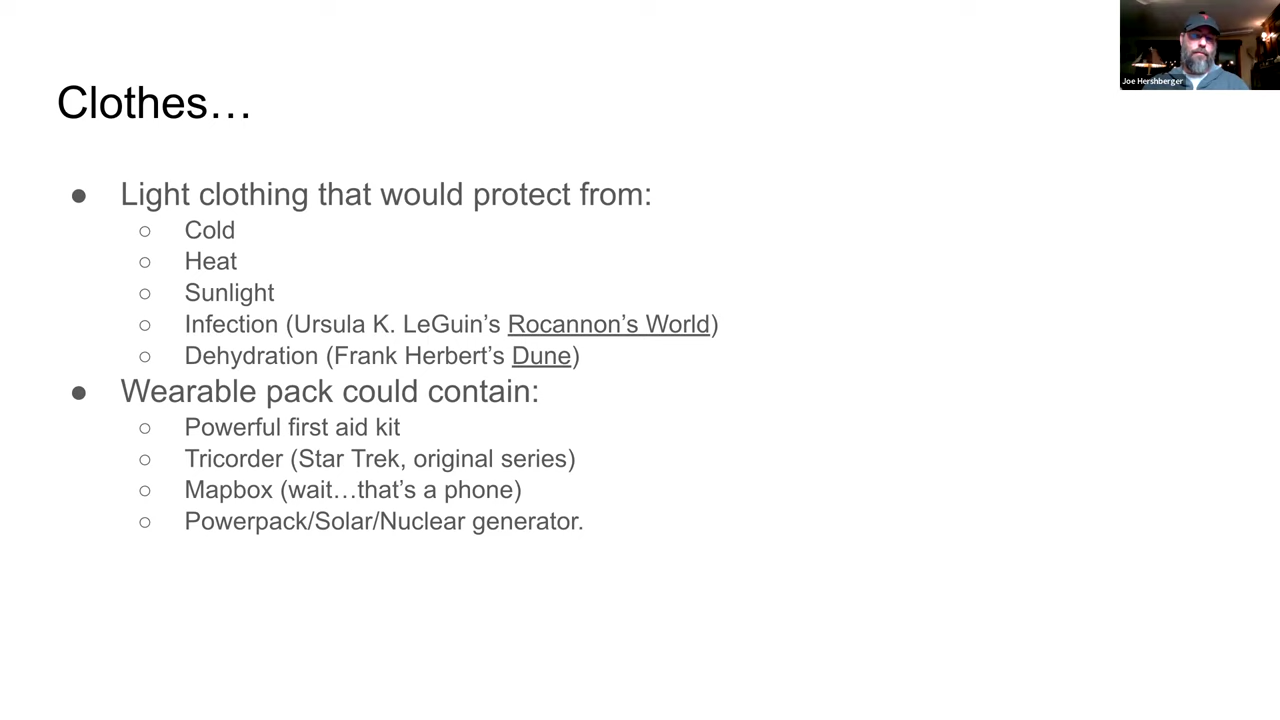 Joe Hershberger
Clothes…
● Light clothing that would protect from:
○ Cold
○ Heat
○ Sunlight
○ Infection (Ursula K. LeGuin’s Rocannon’s World)
○ Dehydration (Frank Herbert’s Dune)
● Wearable pack could contain:
○ Powerful first aid kit
○ Tricorder (Star Trek, original series)
○ Mapbox (wait…that’s a phone)
○ Powerpack/Solar/Nuclear generator.